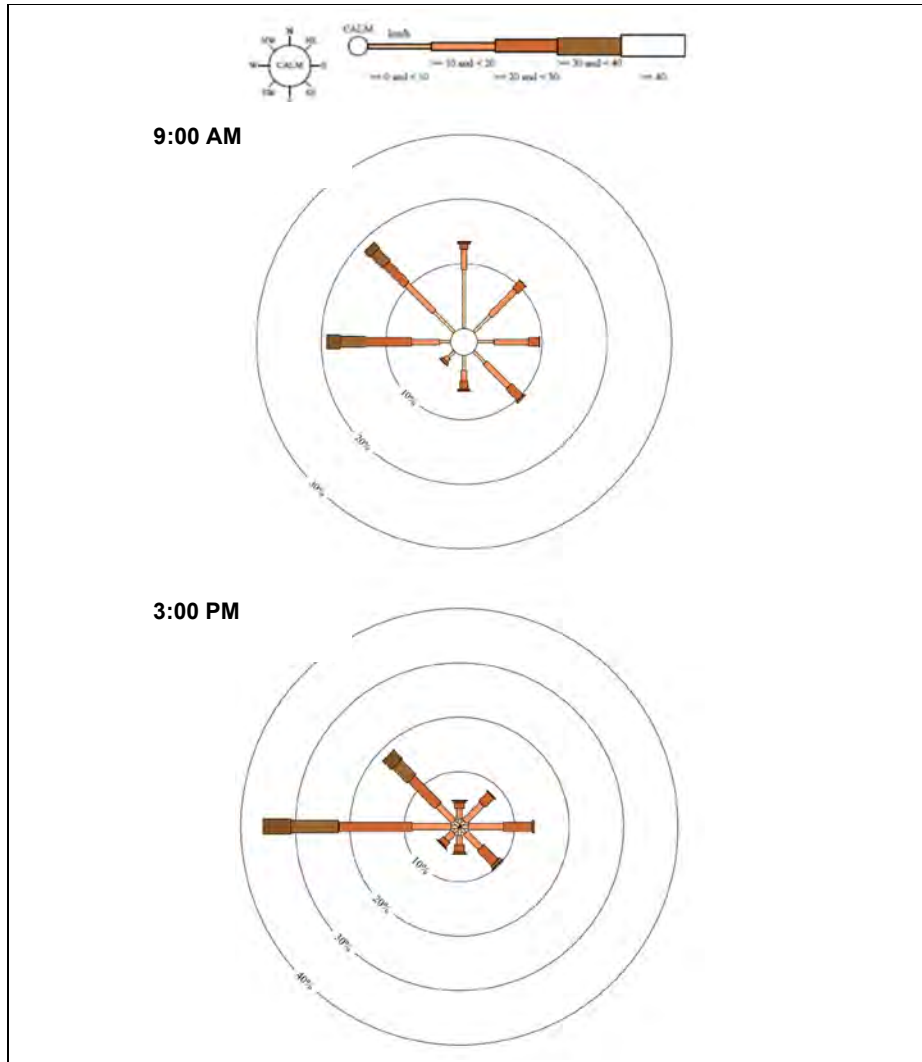 CALM km/h
N
NW NE
W CALM E
SW SE
S
>= 10 and < 20 >= 30 and < 40
>= 0 and < 10 >= 20 and < 30 >= 40
9:00 AM
10%
20%
30%
3:00 PM
10%
20%
30%
40%